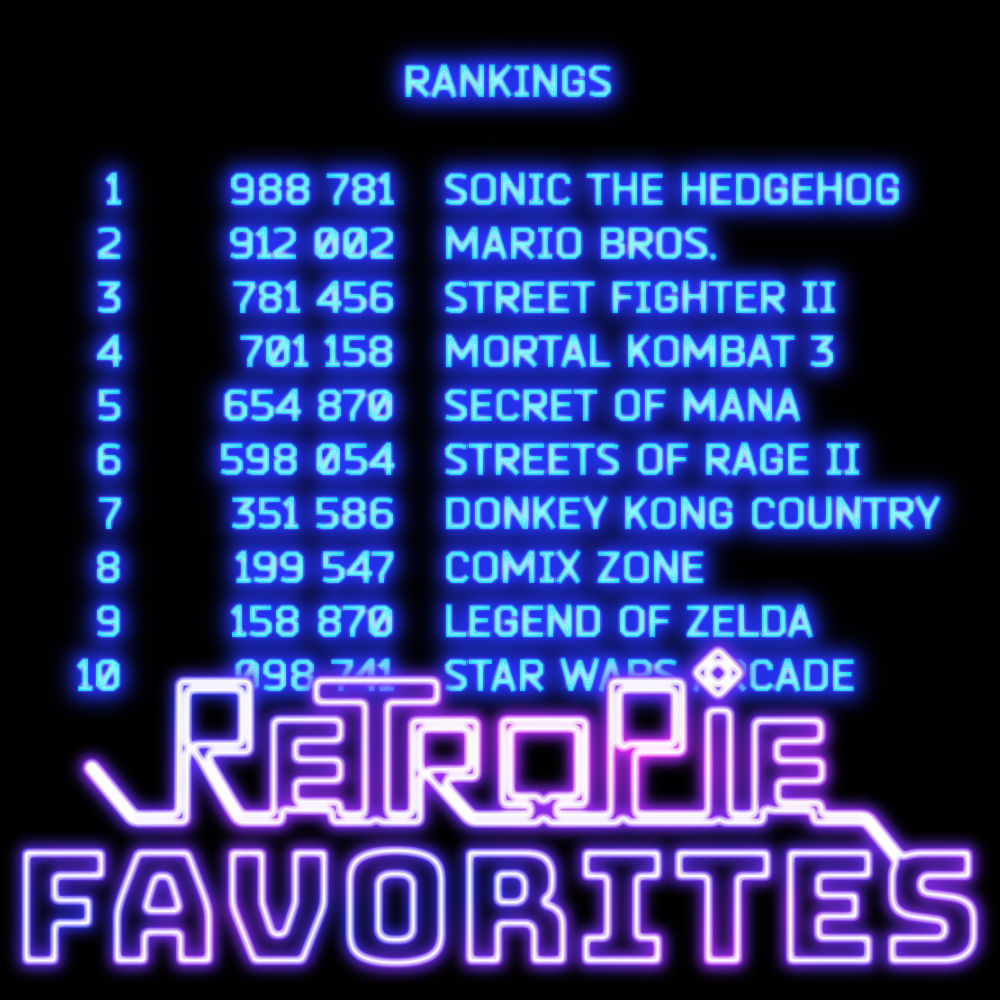 RANKINGS
1 988 781 SONIC THE HEDGEHOG
2 912 002 MARIO BROS.
3 781 456 STREET FIGHTER II
4 701 158 MORTAL KOMBAT 3
5 654 870 SECRET OF MANA
6 598 054 STREETS OF RAGE II
7 351 586 DONKEY KONG COUNTRY
8 199 547 COMIX ZONE
9 158 870 LEGEND OF ZELDA
10 098 741 STAR WARS ARCADE
RETROPIE
FAVORITES